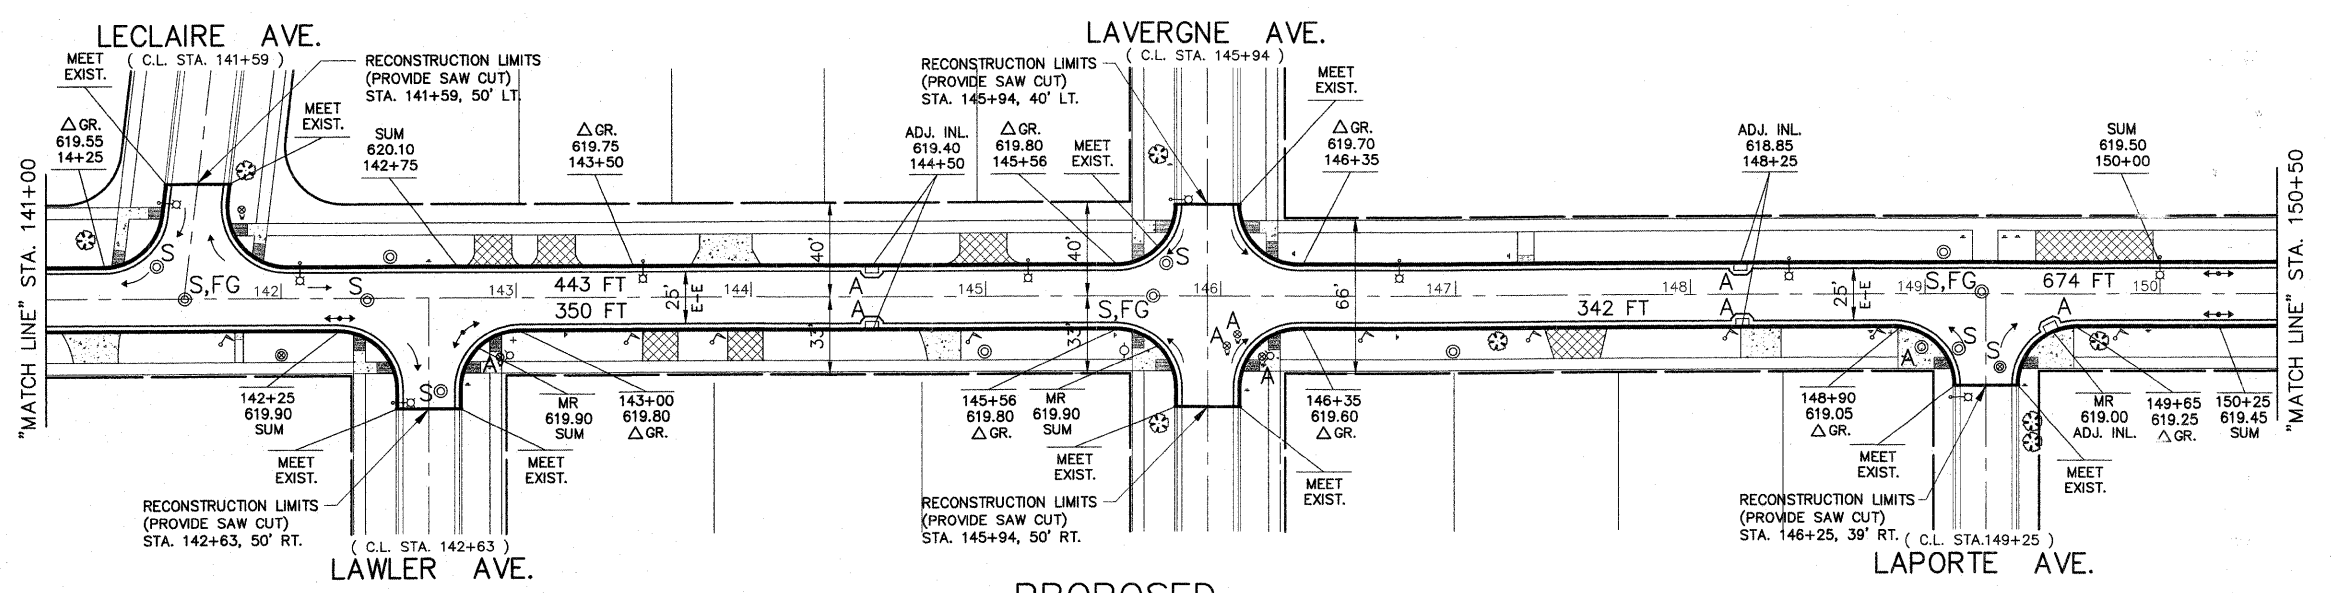 LECLAIRE AVE.
( C.L. STA. 141+59 )
MEET
EXIST.
RECONSTRUCTION LIMITS
(PROVIDE SAW CUT)
STA. 141+59, 50' LT.
MEET
EXIST.
△GR.
619.55
14+25
SUM
620.10
142+75
△GR.
619.75
143+50
ADJ. INL.
619.40
144+50
△GR.
619.80
145+56
MEET
EXIST.
LAVERGNE AVE.
( C.L. STA. 145+94 )
RECONSTRUCTION LIMITS
(PROVIDE SAW CUT)
STA. 145+94, 40' LT.
MEET
EXIST.
△GR.
619.70
146+35
ADJ. INL.
618.85
148+25
SUM
619.50
150+00
"MATCH LINE" STA. 141+00
"MATCH LINE" STA. 150+50
S
S,FG
142
S
143
443 FT
350 FT
25'
E-E
144
40'
33'
A
A
145
40'
33'
S
S,FG
146
A
A
66'
147
342 FT
148
A
A
25'
E-E
149
S,FG
674 FT
150
A
S
A
A
A
S
S
142+25
619.90
SUM
MR
619.90
SUM
143+00
619.80
△GR.
145+56
619.80
△GR.
MR
619.90
SUM
146+35
619.60
△GR.
148+90
619.05
△GR.
MR
619.00
ADJ. INL.
149+65
619.25
△GR.
150+25
619.45
SUM
MEET
EXIST.
MEET
EXIST.
MEET
EXIST.
MEET
EXIST.
MEET
EXIST.
MEET
EXIST.
RECONSTRUCTION LIMITS
(PROVIDE SAW CUT)
STA. 142+63, 50' RT.
( C.L. STA. 142+63 )
LAWLER AVE.
RECONSTRUCTION LIMITS
(PROVIDE SAW CUT)
STA. 145+94, 50' RT.
RECONSTRUCTION LIMITS
(PROVIDE SAW CUT)
STA. 146+25, 39' RT.
( C.L. STA.149+25 )
LAPORTE AVE.
PROPOSED